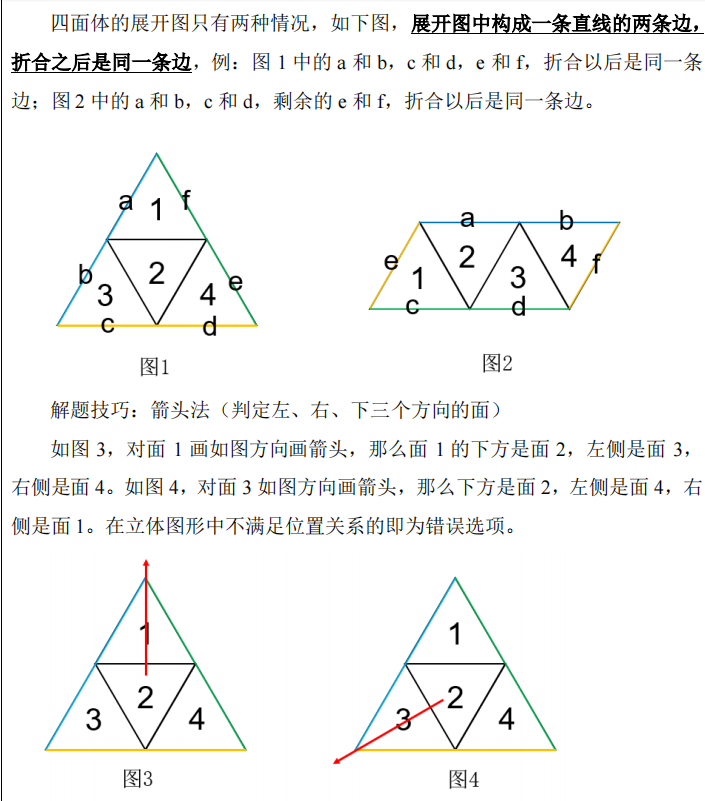 四面体的展开图只有两种情况，如下图，展开图中构成一条直线的两条边，
折合之后是同一条边，例：图 1 中的 a 和 b，c 和 d，e 和 f，折合以后是同一条
边；图 2 中的 a 和 b，c 和 d，剩余的 e 和 f，折合以后是同一条边。
a 1 f
b 3 2 4 e
c d
图1
a b
e 1 2 3 4 f
c d
图2
解题技巧：箭头法（判定左、右、下三个方向的面）
如图 3，对面 1 画如图方向画箭头，那么面 1 的下方是面 2，左侧是面 3，
右侧是面 4。如图 4，对面 3 如图方向画箭头，那么下方是面 2，左侧是面 4，右
侧是面 1。在立体图形中不满足位置关系的即为错误选项。
1
2
3 4
图3
1
2
3 4
图4